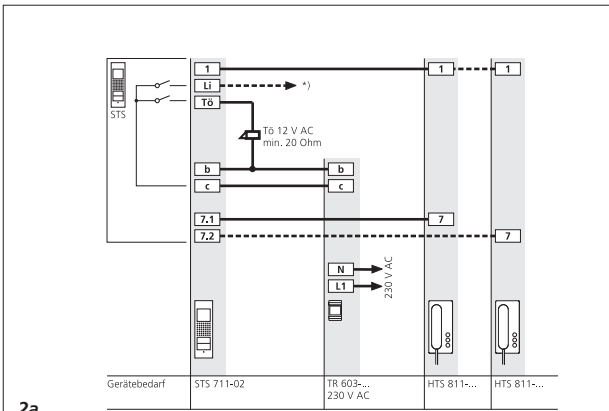 1 1 1
Li *)
STS
Tö
Tö 12 V AC
min. 20 Ohm
b b
c c
7.1 7
7.2 7
N
L1
230 V AC
Gerätebedarf STS 711-02 TR 603-... HTS 811-... HTS 811-...
230 V AC
2a